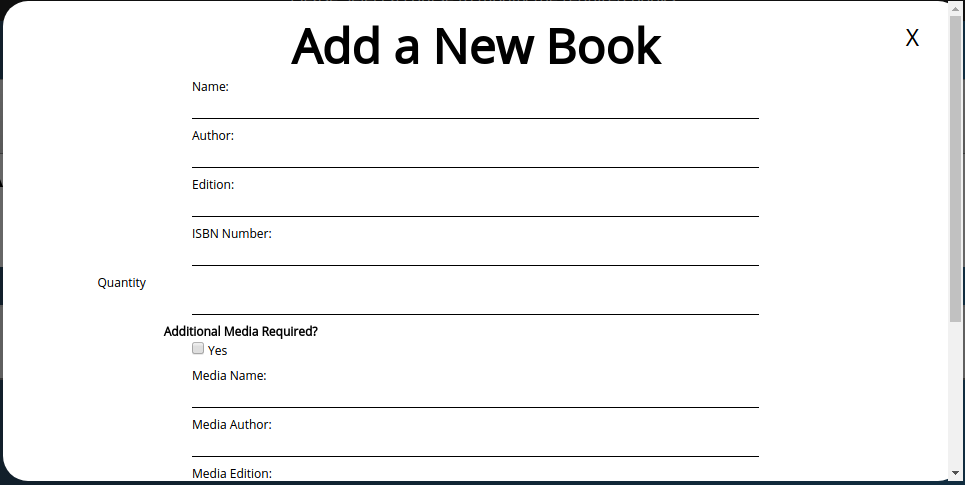 Add a New Book
X
Name:
Author:
Edition:
ISBN Number:
Quantity
Additional Media Required?
Yes
Media Name:
Media Author:
Media Edition: